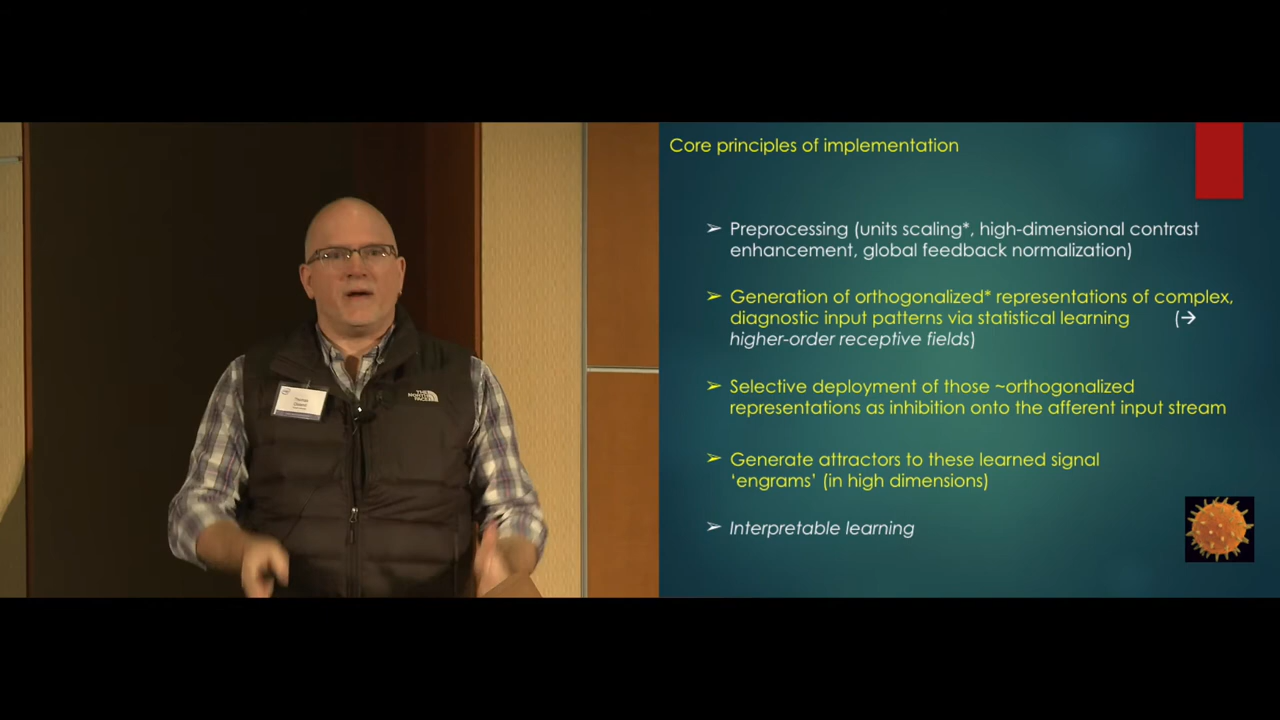 Core principles of implementation
➢ Preprocessing (units scaling*, high-dimensional contrast
enhancement, global feedback normalization)
➢ Generation of orthogonalized* representations of complex,
diagnostic input patterns via statistical learning (→
higher-order receptive fields)
➢ Selective deployment of those ~orthogonalized
representations as inhibition onto the afferent input stream
➢ Generate attractors to these learned signal
‘engrams’ (in high dimensions)
➢ Interpretable learning
THE
NORTH
FACE
Thomas